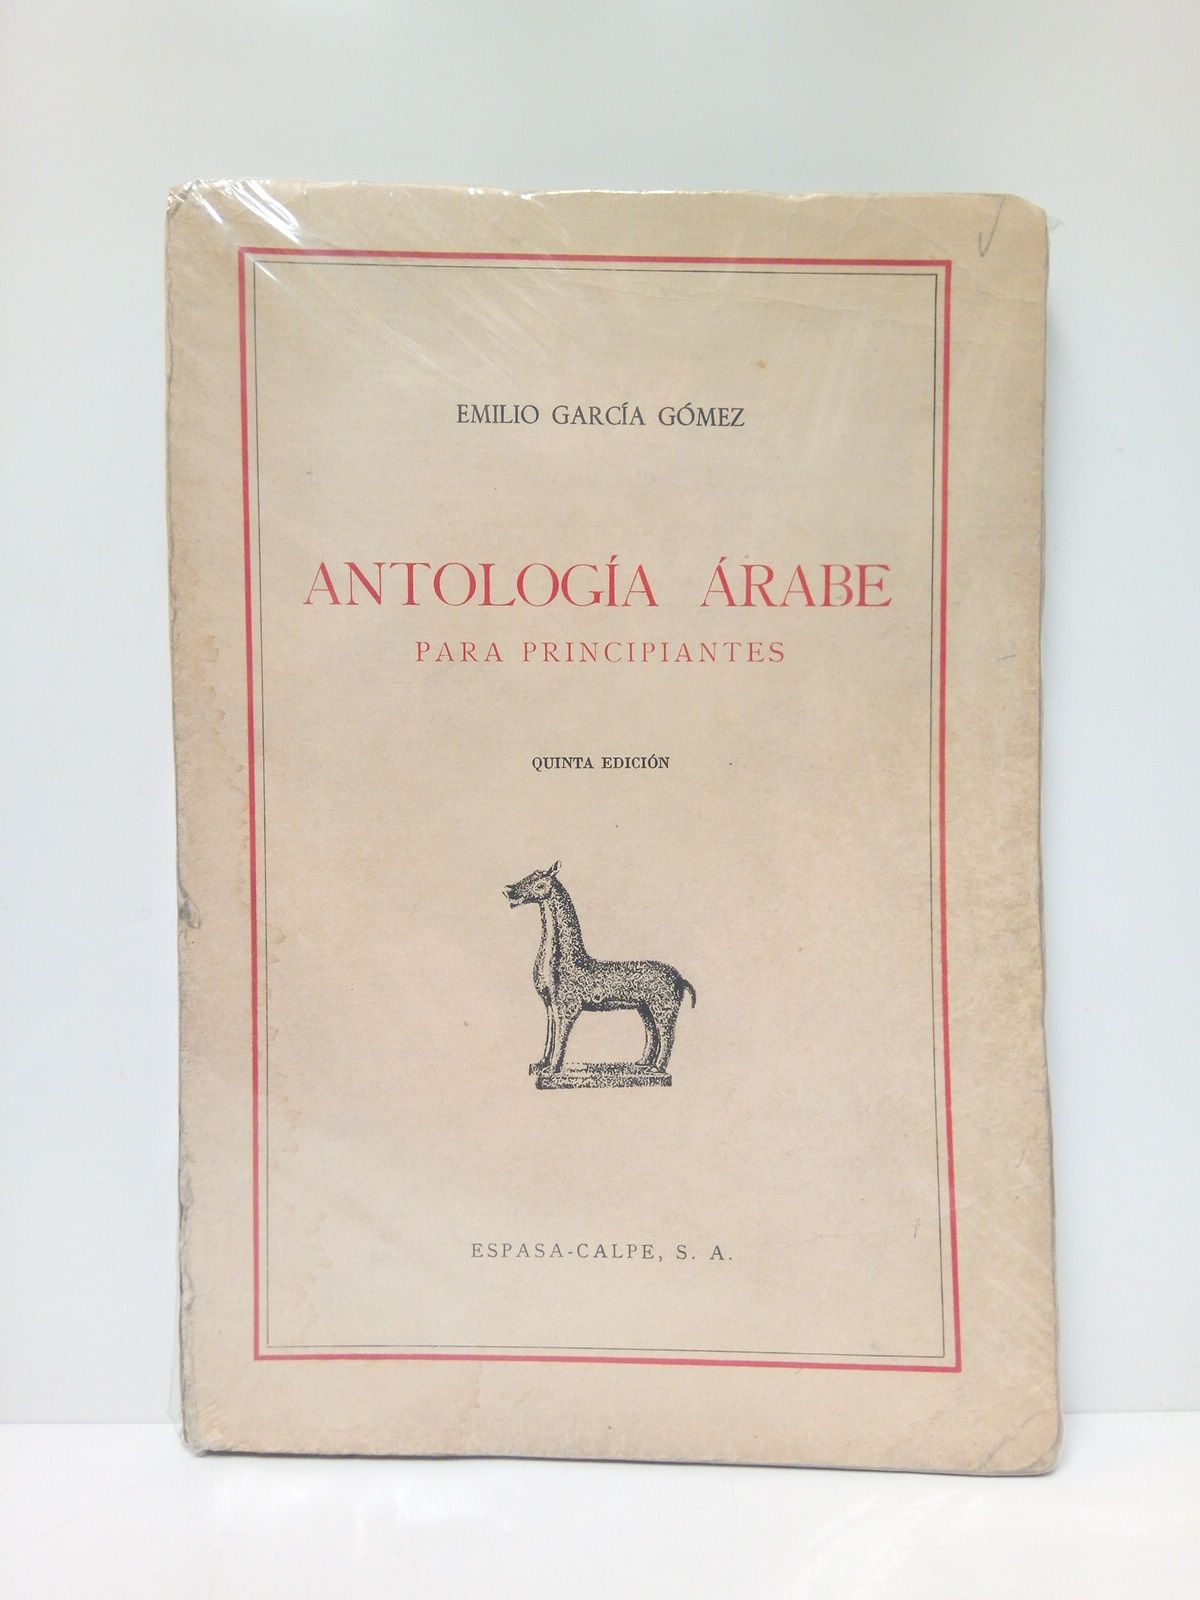 EMILIO GARCÍA GÓMEZ
ANTOLOGÍA ÁRABE
PARA PRINCIPIANTES
QUINTA EDICIÓN
ESPASA-CALPE, S. A.